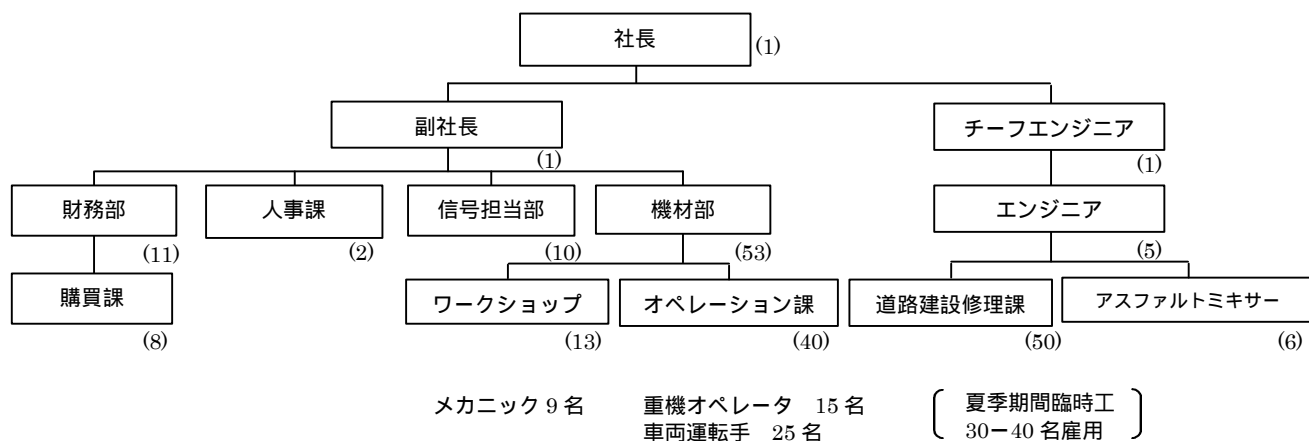 社長
(1)
副社長
(1)
チーフエンジニア
(1)
財務部
(11)
人事課
(2)
信号担当部
(10)
機材部
(53)
エンジニア
(5)
購買課
(8)
ワークショップ
(13)
オペレーション課
(40)
道路建設修理課
(50)
アスファルトミキサー
(6)
メカニック 9 名
重機オペレータ 15 名
車両運転手 25 名
夏季期間臨時工
30ー40 名雇用